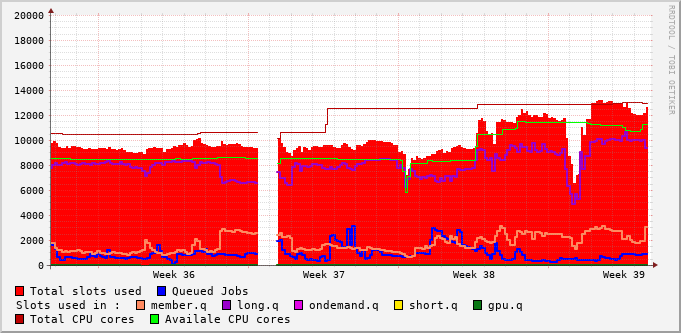 20000
18000
16000
14000
12000
10000
8000
6000
4000
2000
0
Week 36 Week 37 Week 38 Week 39
RRDTOOL / TOBI OETIKER
Total slots used Queued Jobs
Slots used in : member.q long.q ondemand.q short.q gpu.q
Total CPU cores Availale CPU cores